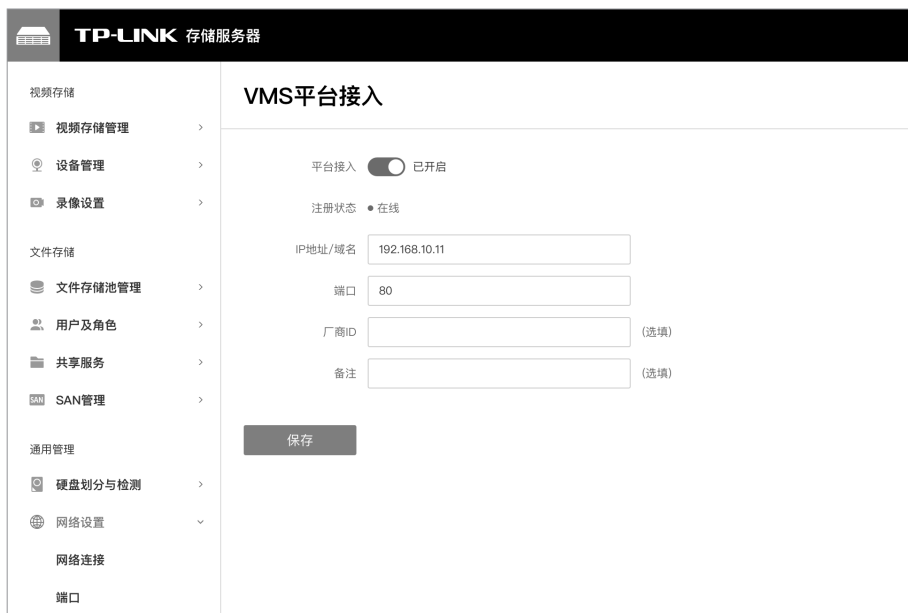 TP-LINK 存储服务器
视频存储
视频存储管理
设备管理
录像设置
文件存储
文件存储池管理
用户及角色
共享服务
SAN SAN管理
通用管理
硬盘划分与检测
网络设置
网络连接
端口
VMS平台接入
平台接入 已开启
注册状态 在线
IP地址/域名 192.168.10.11
端口 80
厂商ID (选填)
备注 (选填)
保存